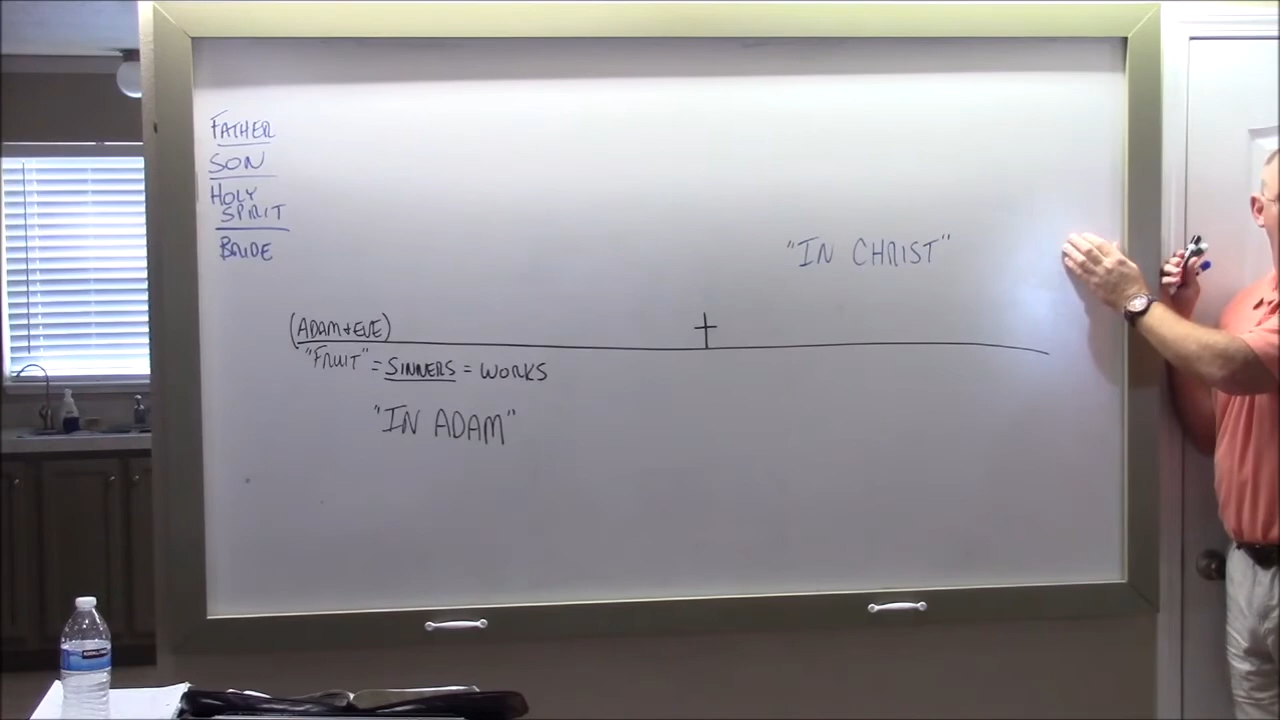 FATHER
SON
HOLY
SPIRIT
BRIDE
"IN CHRIST"
(ADAM+EVE)
"FRUIT" = SINNERS = WORKS
"IN ADAM"